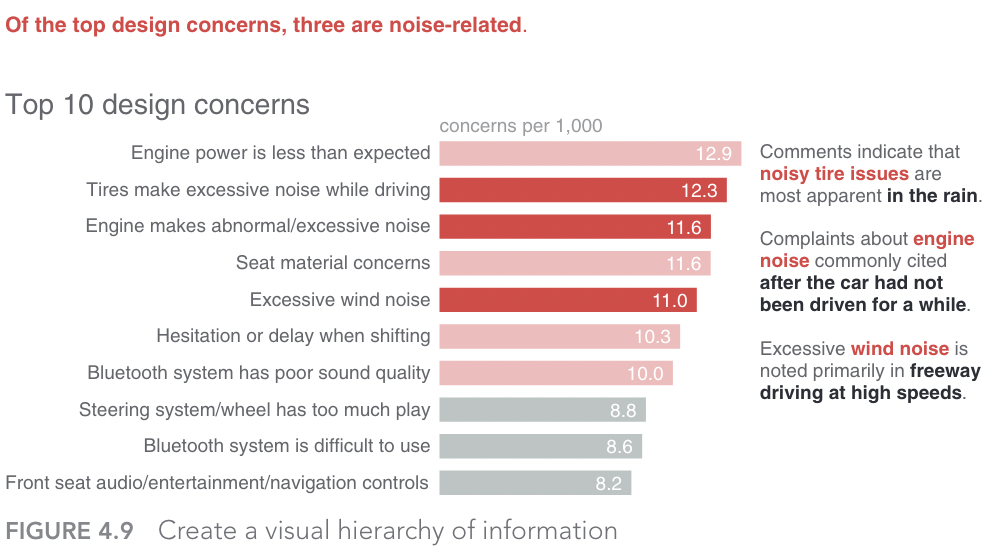 Of the top design concerns, three are noise-related.
Top 10 design concerns
concerns per 1,000
Engine power is less than expected 12.9
Tires make excessive noise while driving 12.3
Engine makes abnormal/excessive noise 11.6
Seat material concerns 11.6
Excessive wind noise 11.0
Hesitation or delay when shifting 10.3
Bluetooth system has poor sound quality 10.0
Steering system/wheel has too much play 8.8
Bluetooth system is difficult to use 8.6
Front seat audio/entertainment/navigation controls 8.2
Comments indicate that
noisy tire issues are
most apparent in the rain.
Complaints about engine
noise commonly cited
after the car had not
been driven for a while.
Excessive wind noise is
noted primarily in freeway
driving at high speeds.
FIGURE 4.9 Create a visual hierarchy of information